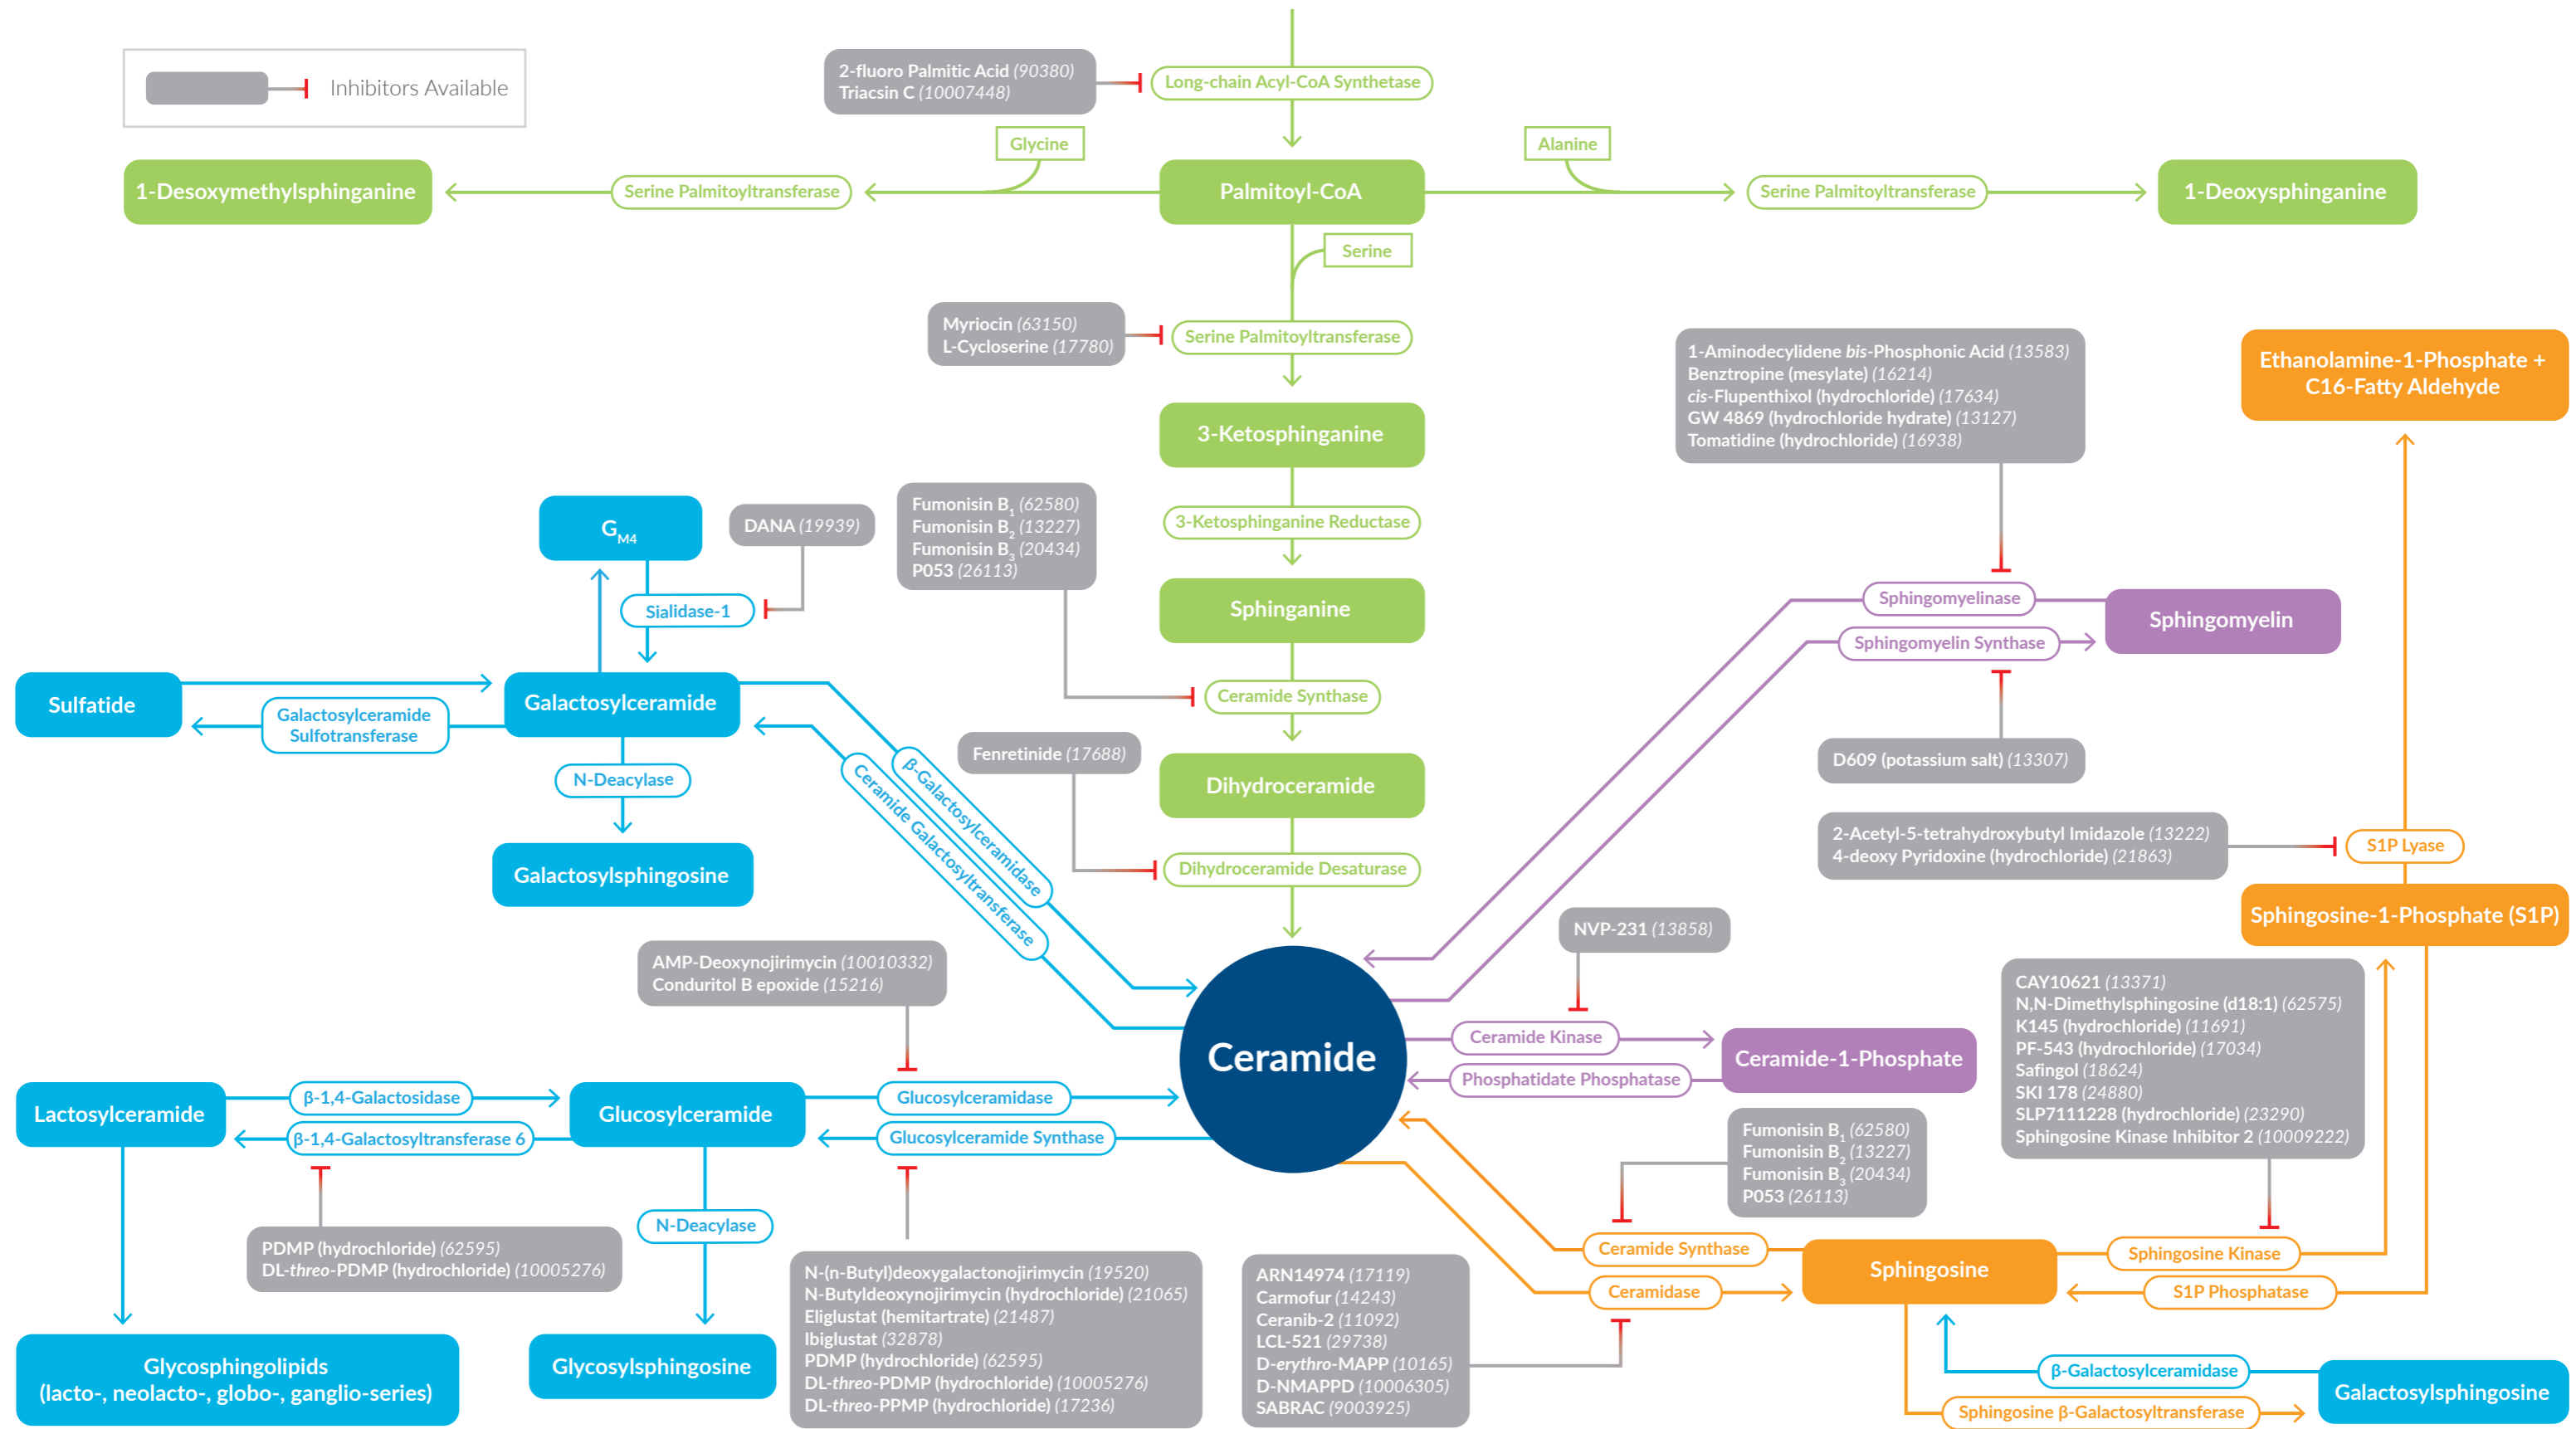 Inhibitors Available
2-fluoro Palmitic Acid (90380)
Triacsin C (10007448)
Long-chain Acyl-CoA Synthetase
Glycine
Alanine
1-Desoxymethylsphinganine
Serine Palmitoyltransferase
Palmitoyl-CoA
Serine Palmitoyltransferase
1-Deoxysphinganine
Serine
Myriocin (63150)
L-Cycloserine (17780)
Serine Palmitoyltransferase
1-Aminodecylidene bis-Phosphonic Acid (13583)
Benztropine (mesylate) (16214)
cis-Flupenthixol (hydrochloride) (17634)
GW 4869 (hydrochloride hydrate) (13127)
Tomatidine (hydrochloride) (16938)
Ethanolamine-1-Phosphate +
C16-Fatty Aldehyde
3-Ketosphinganine
GM4
DANA (19939)
Fumonisin B1 (62580)
Fumonisin B2 (13227)
Fumonisin B3 (20434)
P053 (26113)
3-Ketosphinganine Reductase
Sialidase-1
Sphinganine
Sphingomyelinase
Sphingomyelin
Sphingomyelin Synthase
Sulfatide
Galactosylceramide
Sulfotransferase
Galactosylceramide
Ceramide Synthase
N-Deacylase
Fenretinide (17688)
Dihydroceramide
D609 (potassium salt) (13307)
β-Galactosylceramidase
Ceramide Galactosyltransferase
2-Acetyl-5-tetrahydroxybutyl Imidazole (13222)
4-deoxy Pyridoxine (hydrochloride) (21863)
S1P Lyase
Galactosylsphingosine
Dihydroceramide Desaturase
Sphingosine-1-Phosphate (S1P)
NVP-231 (13858)
AMP-Deoxynojirimycin (10010332)
Conduritol B epoxide (15216)
CAY10621 (13371)
N,N-Dimethylsphingosine (d18:1) (62575)
K145 (hydrochloride) (11691)
PF-543 (hydrochloride) (17034)
Safingol (18624)
SKI 178 (24880)
SLP7111228 (hydrochloride) (23290)
Sphingosine Kinase Inhibitor 2 (10009222)
Ceramide
Ceramide Kinase
Ceramide-1-Phosphate
Phosphatidate Phosphatase
Lactosylceramide
β-1,4-Galactosidase
β-1,4-Galactosyltransferase 6
Glucosylceramide
Glucosylceramidase
Glucosylceramide Synthase
Fumonisin B1 (62580)
Fumonisin B2 (13227)
Fumonisin B3 (20434)
P053 (26113)
PDMP (hydrochloride) (62595)
DL-threo-PDMP (hydrochloride) (10005276)
N-Deacylase
N-(n-Butyl)deoxygalactonojirimycin (19520)
N-Butyldeoxynojirimycin (hydrochloride) (21065)
Eliglustat (hemitartrate) (21487)
Ibiglustat (32878)
PDMP (hydrochloride) (62595)
DL-threo-PDMP (hydrochloride) (10005276)
DL-threo-PPMP (hydrochloride) (17236)
ARN14974 (17119)
Carmofur (14243)
Ceranib-2 (11092)
LCL-521 (29738)
D-erythro-MAPP (10165)
D-NMAPPD (10006305)
SABRAC (9003925)
Ceramide Synthase
Ceramidase
Sphingosine
Sphingosine Kinase
S1P Phosphatase
Glycosphingolipids
(lacto-, neolacto-, globo-, ganglio-series)
Glycosylsphingosine
β-Galactosylceramidase
Sphingosine β-Galactosyltransferase
Galactosylsphingosine